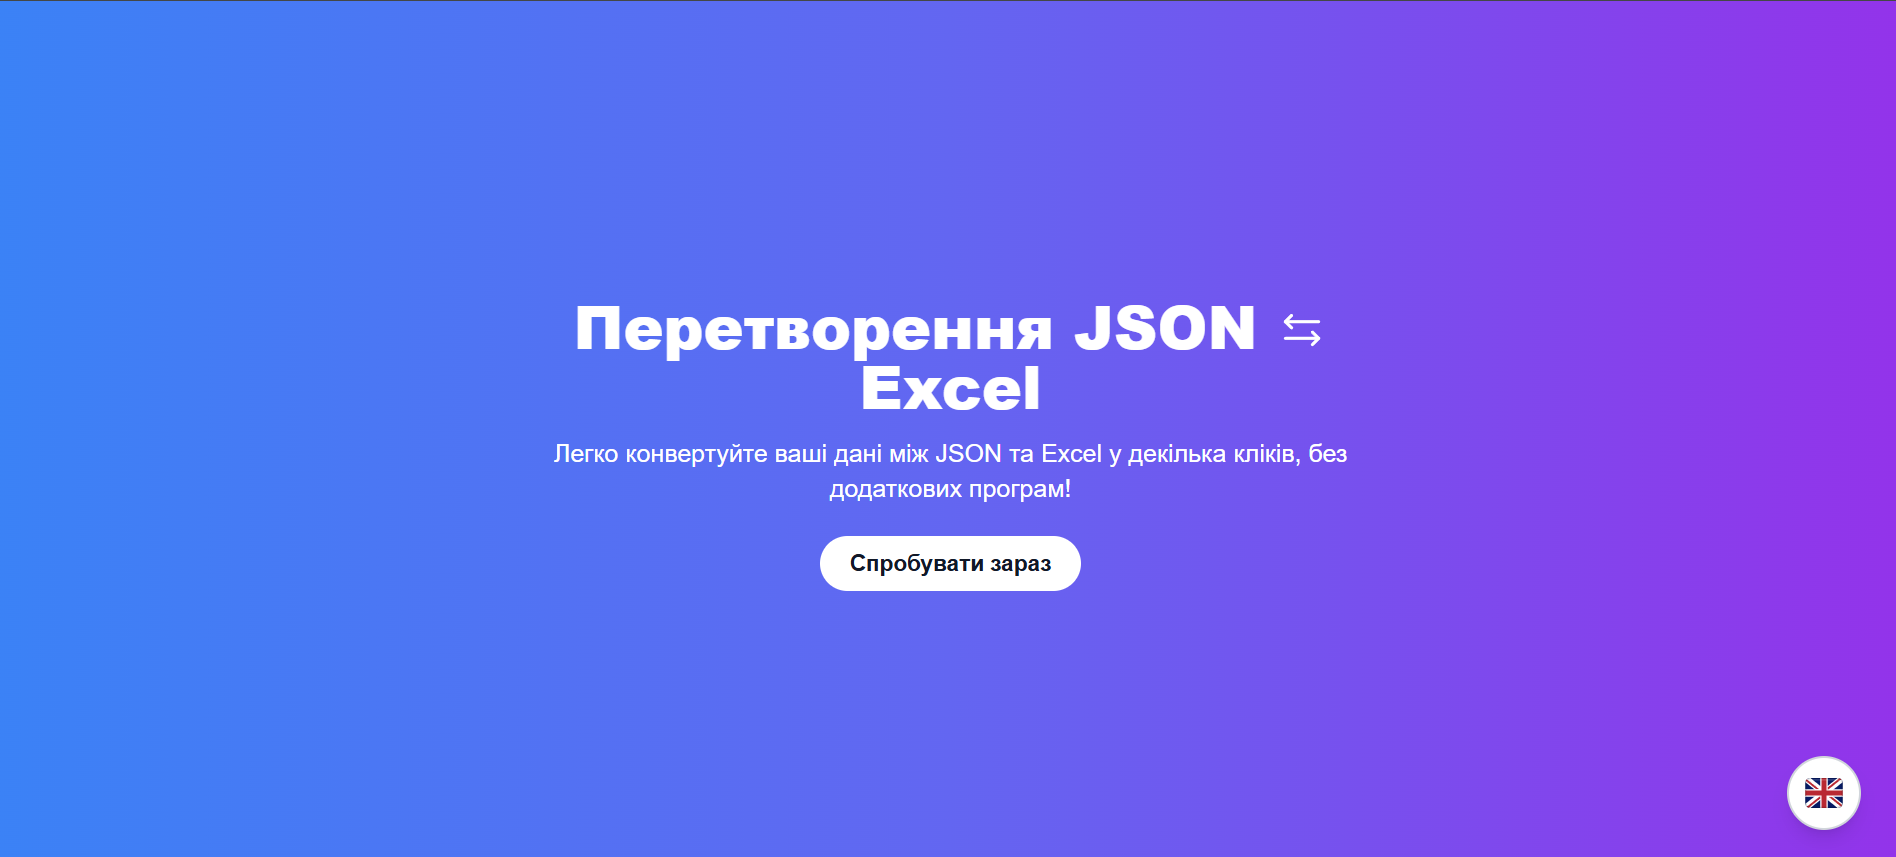 Перетворення JSON ⇆
Excel
Легко конвертуйте ваші дані між JSON та Excel у декілька кліків, без
додаткових програм!
Спробувати зараз